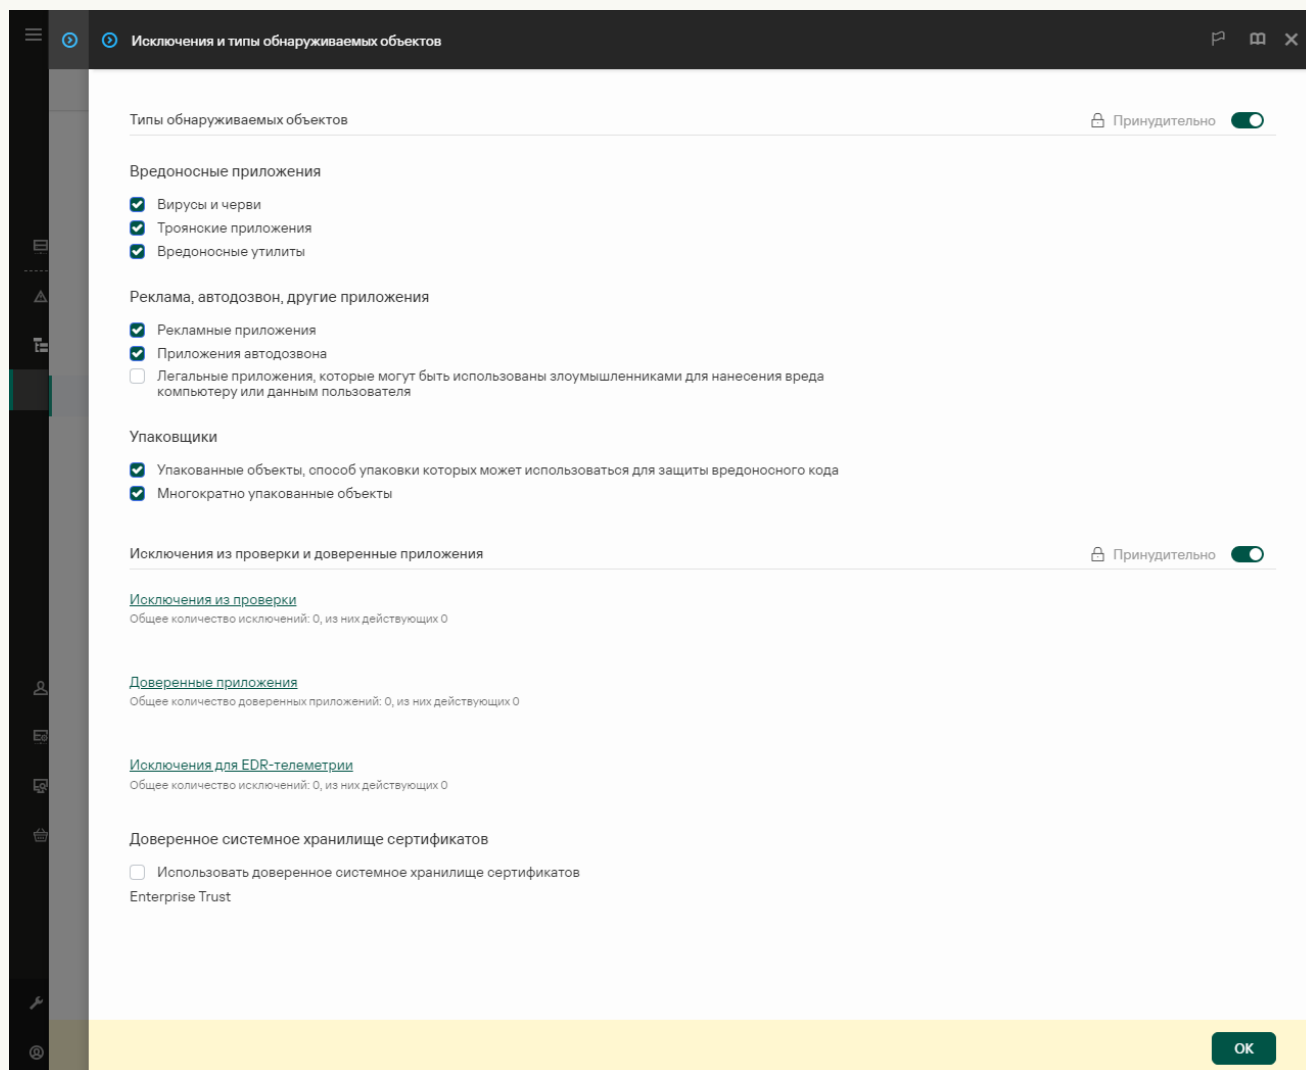 Исключения и типы обнаруживаемых объектов
Типы обнаруживаемых объектов
Принудительно
Вредоносные приложения
Вирусы и черви
Троянские приложения
Вредоносные утилиты
Реклама, автодозвон, другие приложения
Рекламные приложения
Приложения автодозвона
Легальные приложения, которые могут быть использованы злоумышленниками для нанесения вреда
компьютеру или данным пользователя
Упаковщики
Упакованные объекты, способ упаковки которых может использоваться для защиты вредоносного кода
Многократно упакованные объекты
Исключения из проверки и доверенные приложения
Принудительно
Исключения из проверки
Общее количество исключений: 0, из них действующих 0
Доверенные приложения
Общее количество доверенных приложений: 0, из них действующих 0
Исключения для EDR-телеметрии
Общее количество исключений: 0, из них действующих 0
Доверенное системное хранилище сертификатов
Использовать доверенное системное хранилище сертификатов
Enterprise Trust
ОК